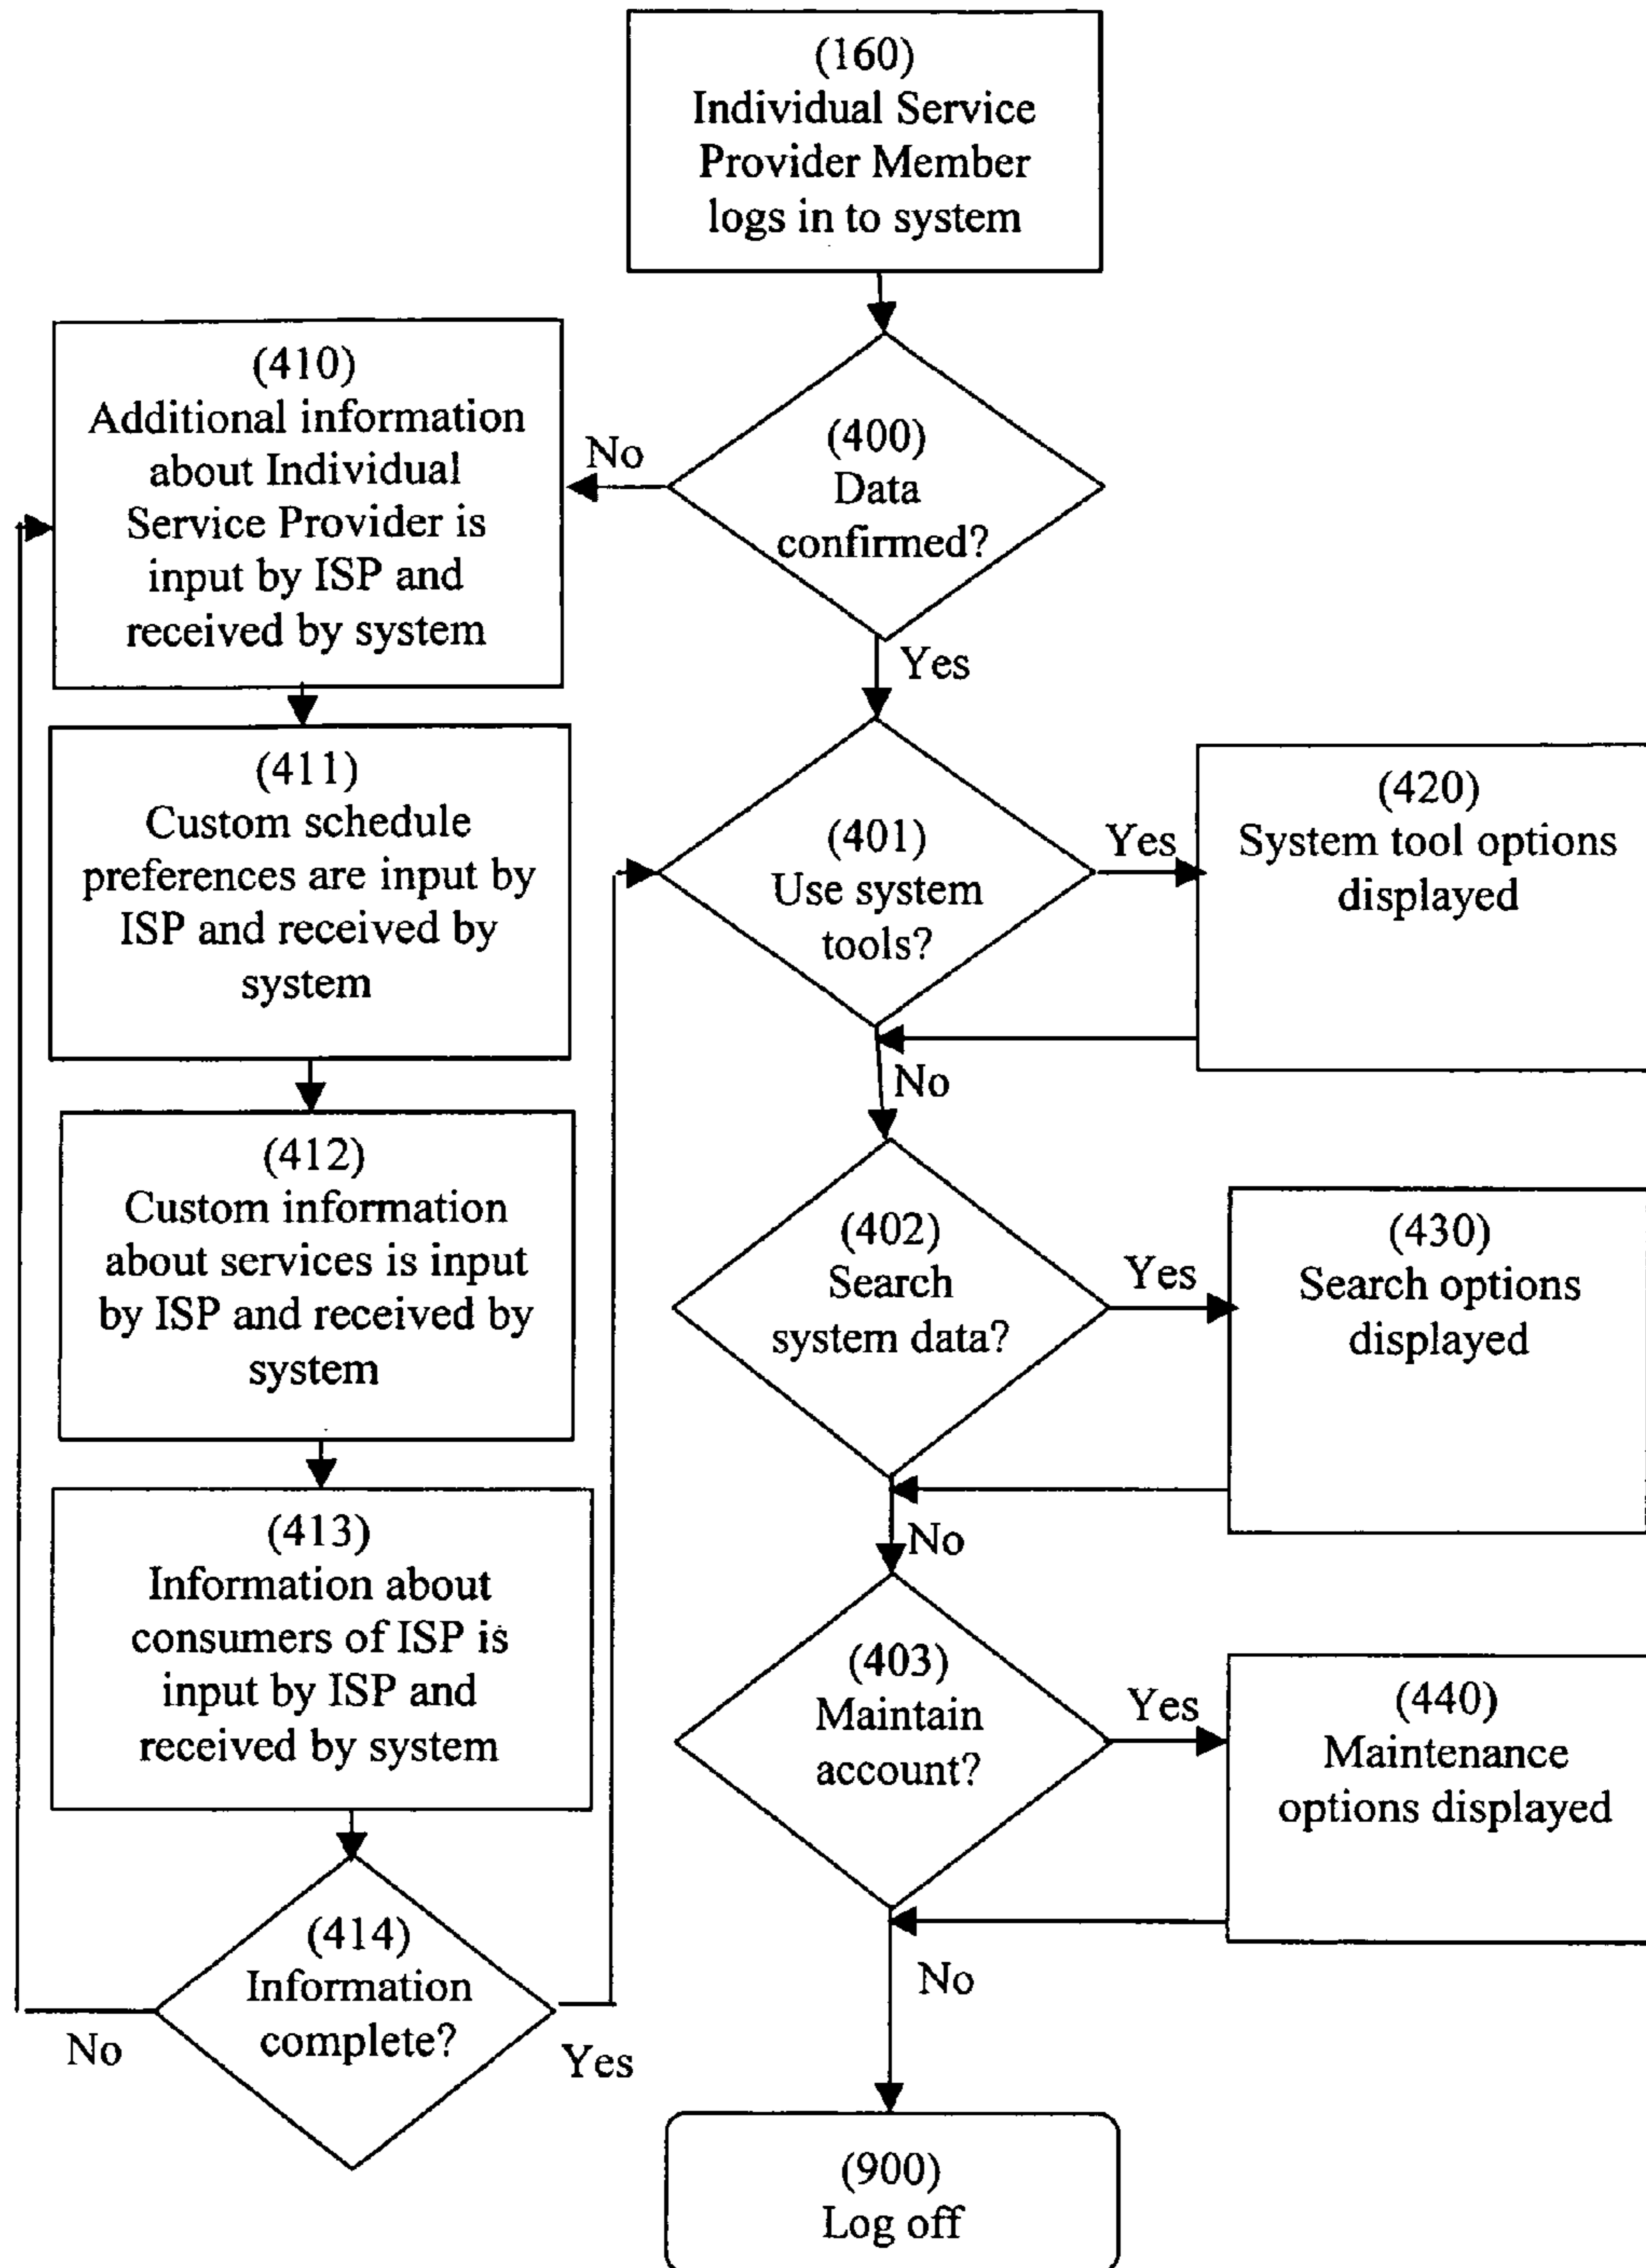 (160)
Individual Service
Provider Member
logs in to system
(410)
Additional information
about Individual
Service Provider is
input by ISP and
received by system
No
(400)
Data
confirmed?
Yes
(411)
Custom schedule
preferences are input by
ISP and received by
system
(401)
Use system
tools?
Yes
(420)
System tool options
displayed
No
(412)
Custom information
about services is input
by ISP and received by
system
(402)
Search
system data?
Yes
(430)
Search options
displayed
No
(413)
Information about
consumers of ISP is
input by ISP and
received by system
(403)
Maintain
account?
Yes
(440)
Maintenance
options displayed
No
(414)
Information
complete?
No
Yes
(900)
Log off